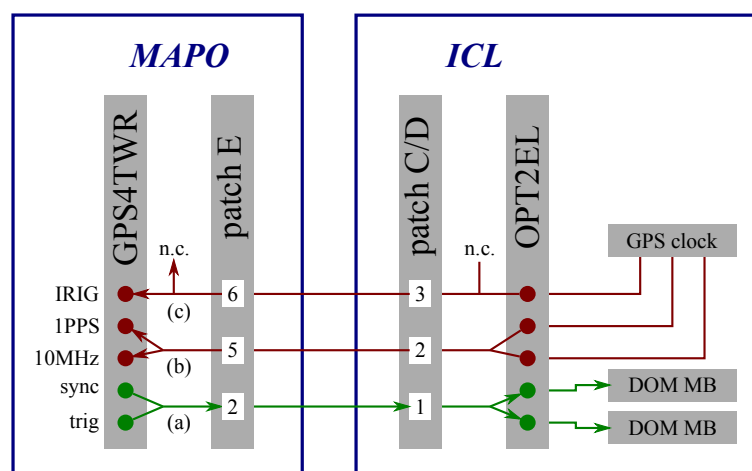 MAPO
ICL
GPS4TWR
patch E
patch C/D
OPT2EL
GPS clock
n.c.
n.c.
IRIG
6
3
(c)
1PPS
5
2
10MHz
(b)
sync
DOM MB
2
1
trig
(a)
DOM MB